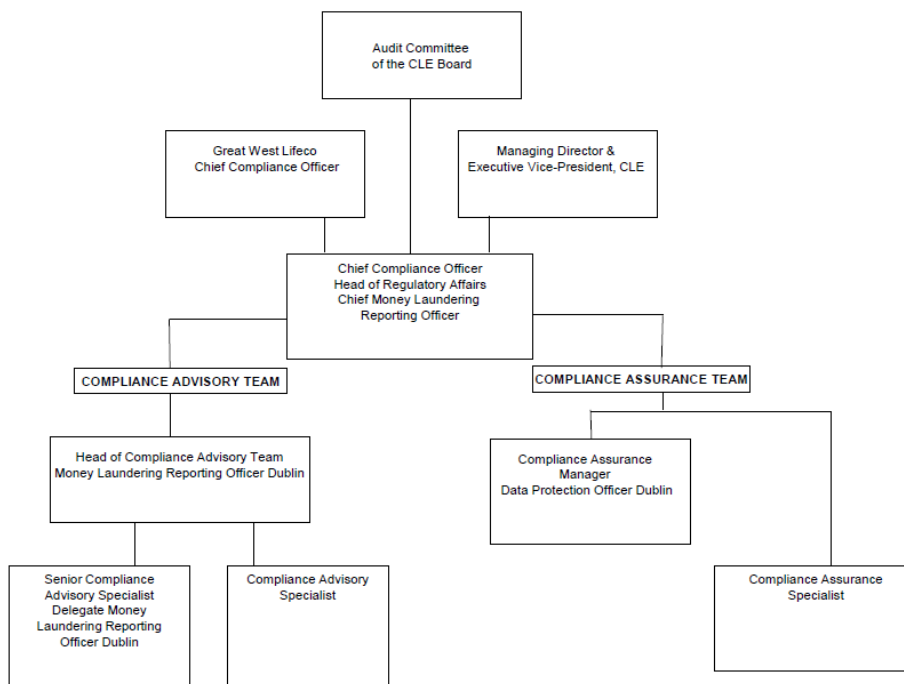 Audit Committee
of the CLE Board
Great West Lifeco
Chief Compliance Officer
Managing Director &
Executive Vice-President, CLE
Chief Compliance Officer
Head of Regulatory Affairs
Chief Money Laundering
Reporting Officer
COMPLIANCE ADVISORY TEAM
COMPLIANCE ASSURANCE TEAM
Head of Compliance Advisory Team
Money Laundering Reporting Officer Dublin
Compliance Assurance
Manager
Data Protection Officer Dublin
Senior Compliance
Advisory Specialist
Delegate Money
Laundering Reporting
Officer Dublin
Compliance Advisory
Specialist
Compliance Assurance
Specialist